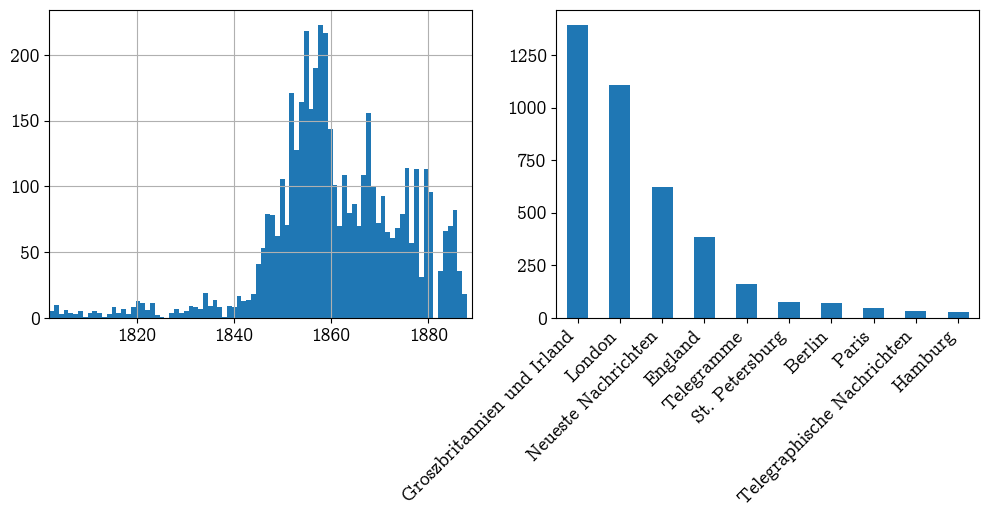 200
150
100
50
0
1820
1840
1860
1880
1250
1000
750
500
250
0
Groszbritannien und Irland
London
Neueste Nachrichten
England
Telegramme
St. Petersburg
Berlin
Paris
Telegraphische Nachrichten
Hamburg